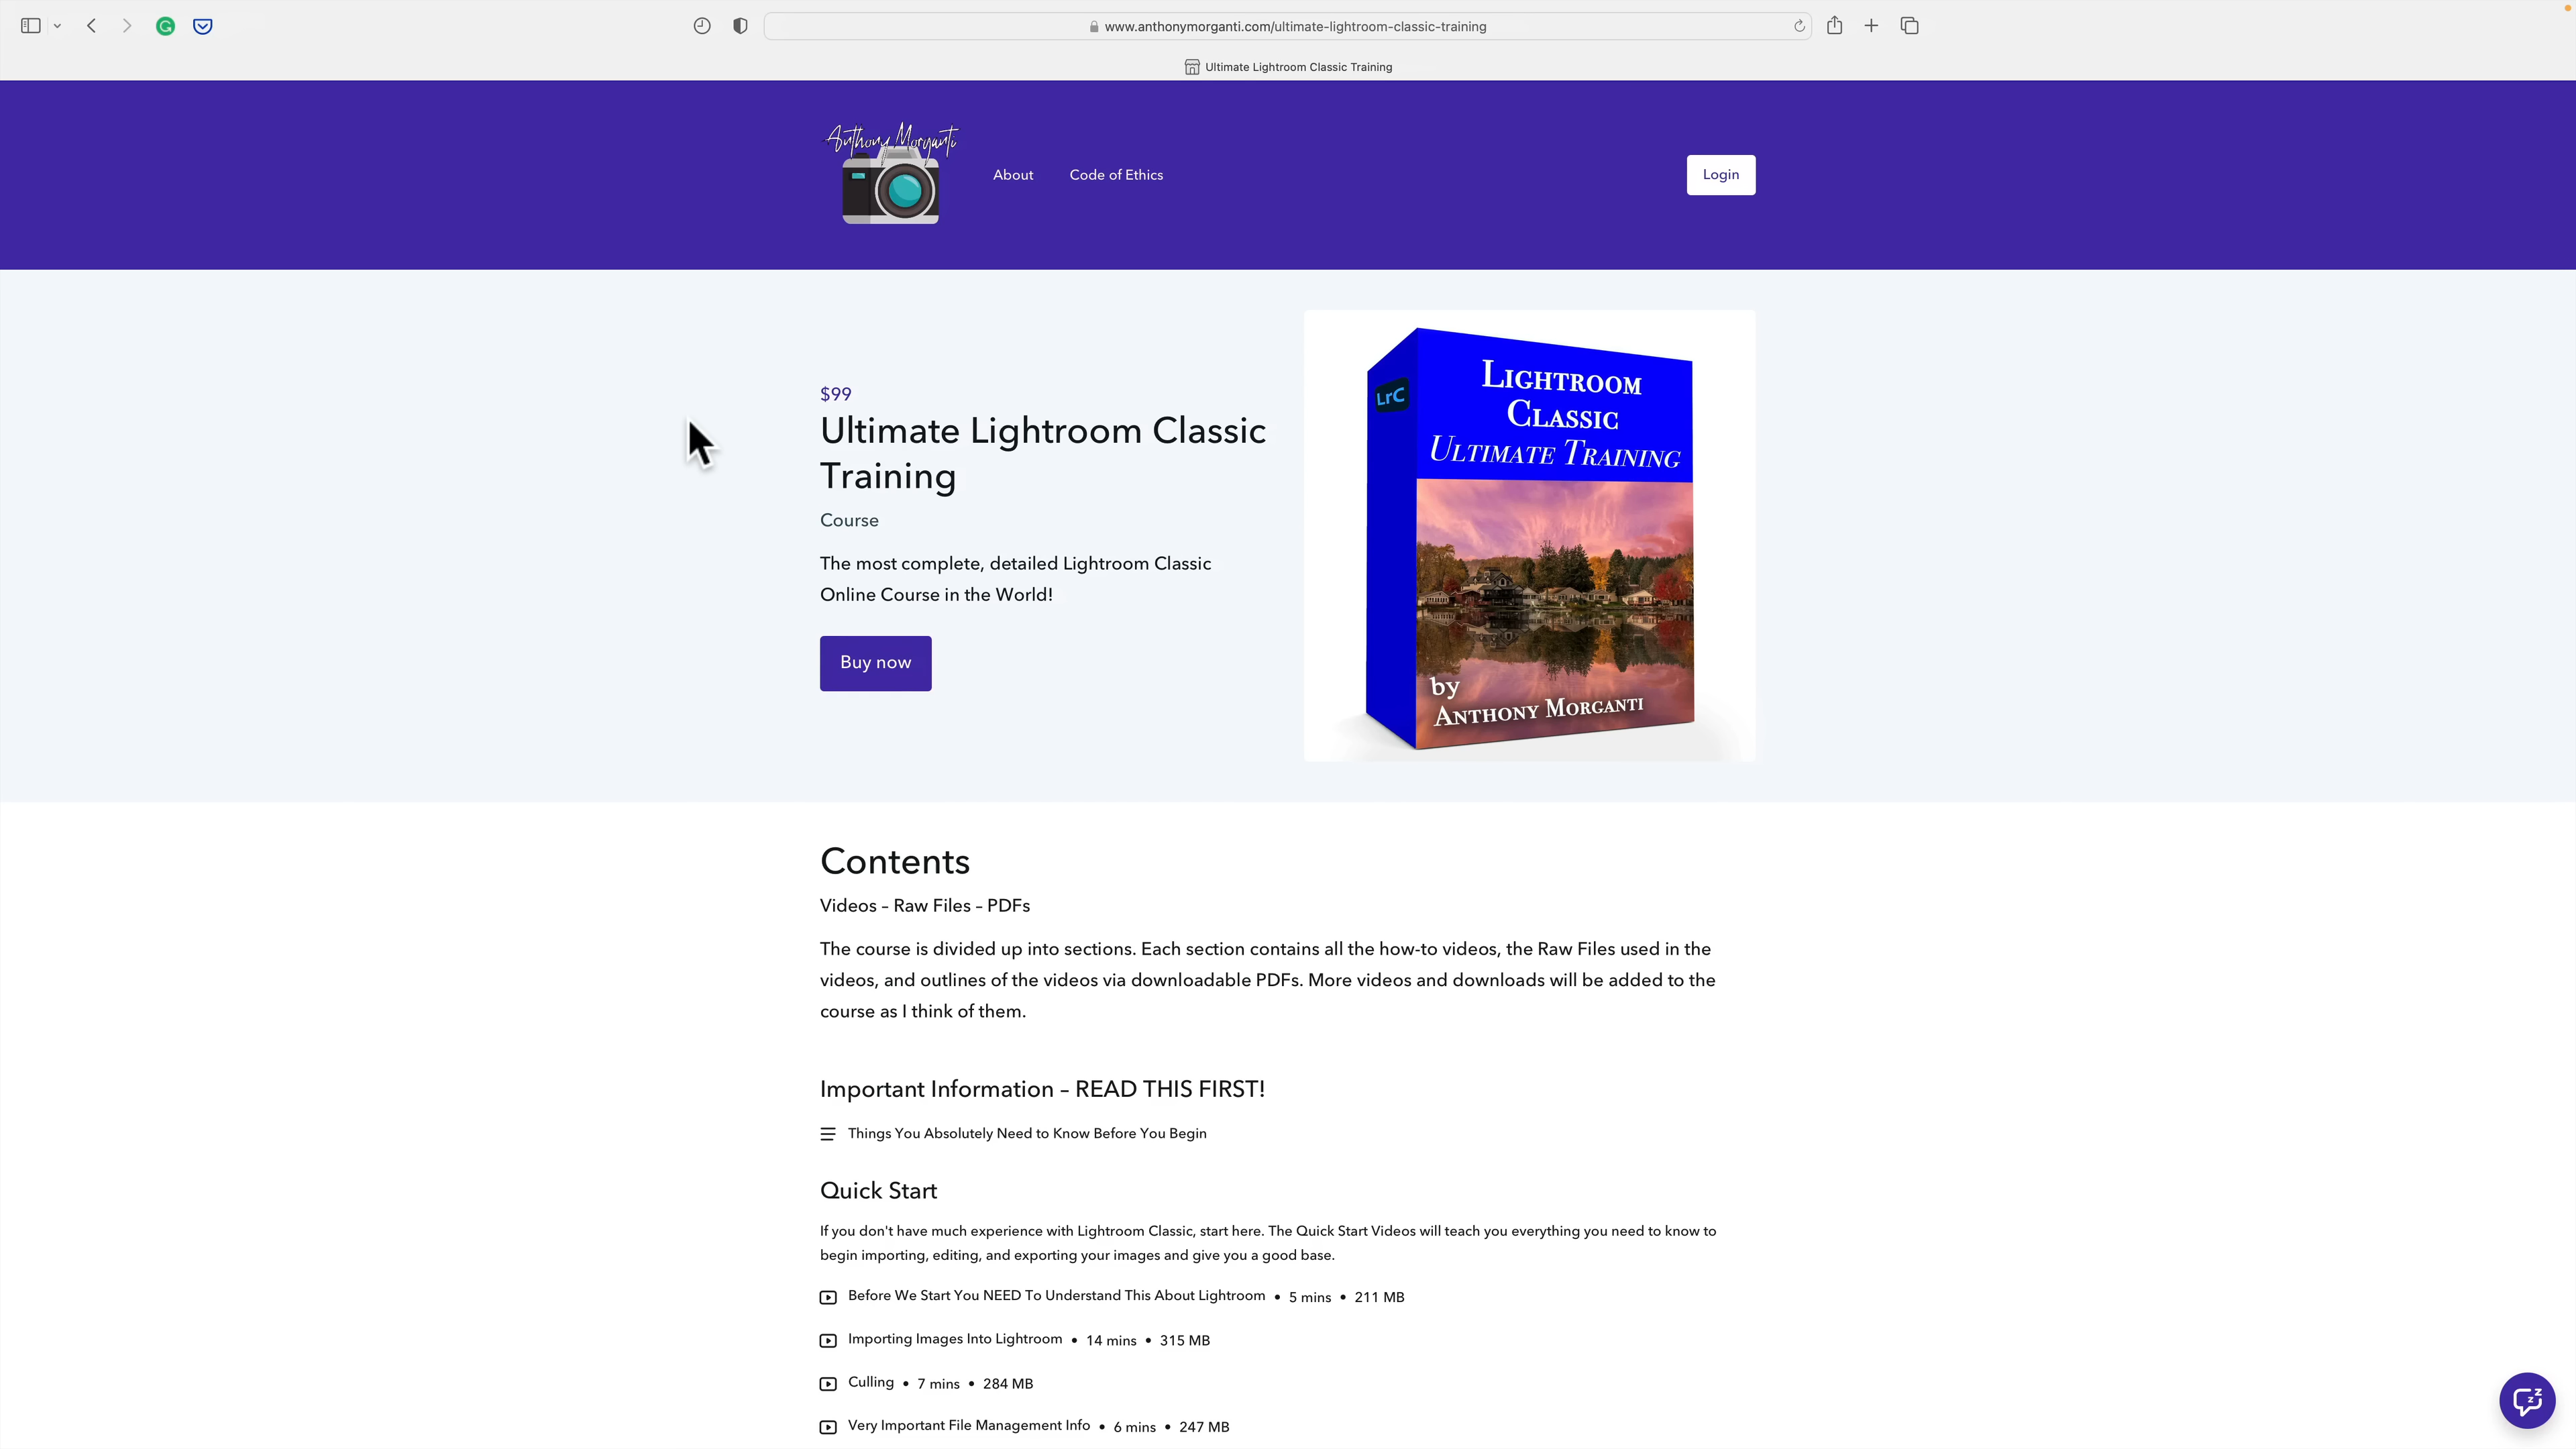 www.anthonymorganti.com/ultimate-lightroom-classic-training
Ultimate Lightroom Classic Training
Anthony Morganti
About
Code of Ethics
Login
$99
Ultimate Lightroom Classic
Training
Course
The most complete, detailed Lightroom Classic
Online Course in the World!
Buy now
LrC
Lightroom
Classic
Ultimate Training
by
Anthony Morganti
Contents
Videos – Raw Files – PDFs
The course is divided up into sections. Each section contains all the how-to videos, the Raw Files used in the
videos, and outlines of the videos via downloadable PDFs. More videos and downloads will be added to the
course as I think of them.
Important Information – READ THIS FIRST!
Things You Absolutely Need to Know Before You Begin
Quick Start
If you don't have much experience with Lightroom Classic, start here. The Quick Start Videos will teach you everything you need to know to
begin importing, editing, and exporting your images and give you a good base.
Before We Start You NEED To Understand This About Lightroom • 5 mins • 211 MB
Importing Images Into Lightroom • 14 mins • 315 MB
Culling • 7 mins • 284 MB
Very Important File Management Info • 6 mins • 247 MB